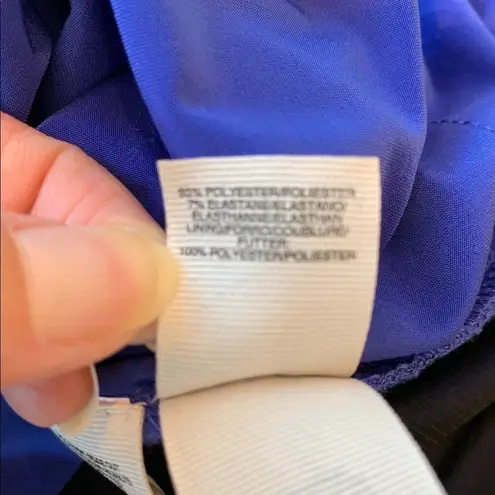 93% POLYESTER/POLIESTER
7% ELASTANE/ELASTANO/
ELASTHANNE/ELASTHAN
LINING/FORRO/DOUBLURE/
FUTTER:
100% POLYESTER/POLIESTER